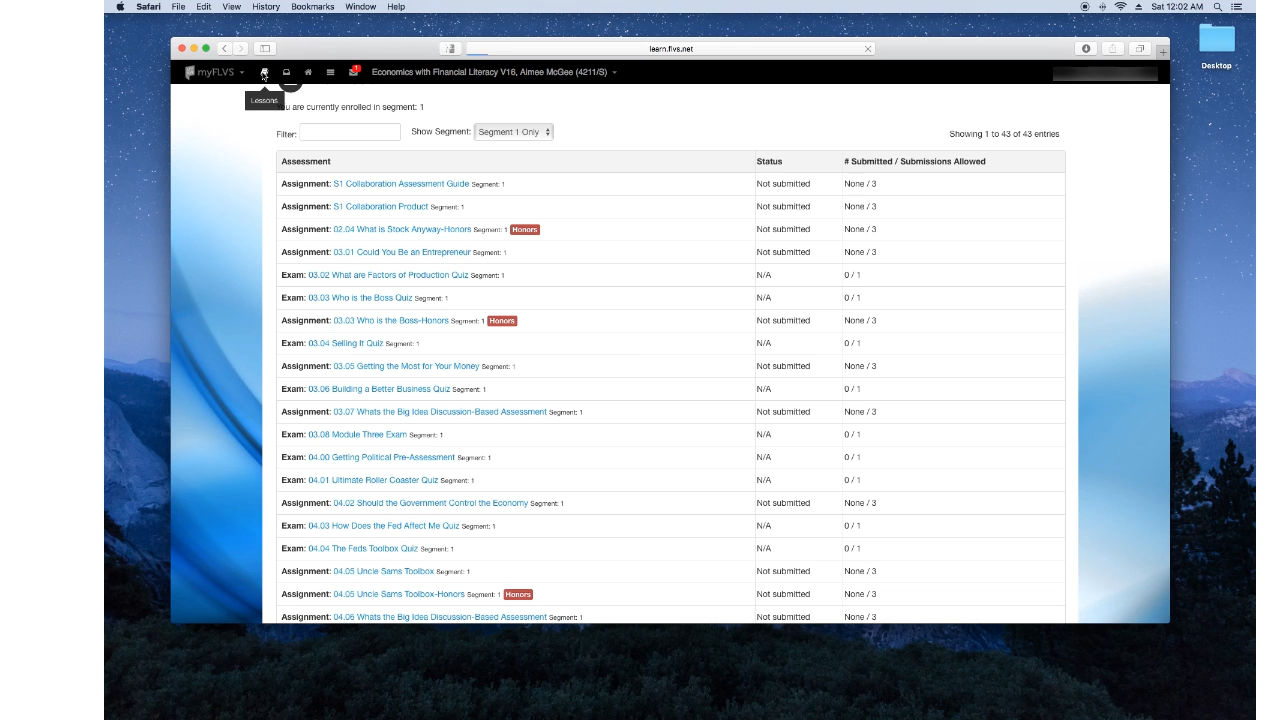 Safari File Edit View History Bookmarks Window Help Sat 12:02 AM
learn.flvs.net
Desktop
myFLVS 1 Economics with Financial Literacy V16, Aimee McGee (4211/S)
Lessons
You are currently enrolled in segment: 1
Filter: Show Segment: Segment 1 Only Showing 1 to 43 of 43 entries
Assessment Status # Submitted / Submissions Allowed
Assignment: S1 Collaboration Assessment Guide Segment: 1 Not submitted None / 3
Assignment: S1 Collaboration Product Segment: 1 Not submitted None / 3
Assignment: 02.04 What is Stock Anyway-Honors Segment: 1 Honors Not submitted None / 3
Assignment: 03.01 Could You Be an Entrepreneur Segment: 1 Not submitted None / 3
Exam: 03.02 What are Factors of Production Quiz Segment: 1 N/A 0 / 1
Exam: 03.03 Who is the Boss Quiz Segment: 1 N/A 0 / 1
Assignment: 03.03 Who is the Boss-Honors Segment: 1 Honors Not submitted None / 3
Exam: 03.04 Selling It Quiz Segment: 1 N/A 0 / 1
Assignment: 03.05 Getting the Most for Your Money Segment: 1 Not submitted None / 3
Exam: 03.06 Building a Better Business Quiz Segment: 1 N/A 0 / 1
Assignment: 03.07 Whats the Big Idea Discussion-Based Assessment Segment: 1 Not submitted None / 3
Exam: 03.08 Module Three Exam Segment: 1 N/A 0 / 1
Exam: 04.00 Getting Political Pre-Assessment Segment: 1 N/A 0 / 1
Exam: 04.01 Ultimate Roller Coaster Quiz Segment: 1 N/A 0 / 1
Assignment: 04.02 Should the Government Control the Economy Segment: 1 Not submitted None / 3
Exam: 04.03 How Does the Fed Affect Me Quiz Segment: 1 N/A 0 / 1
Exam: 04.04 The Feds Toolbox Quiz Segment: 1 N/A 0 / 1
Assignment: 04.05 Uncle Sams Toolbox Segment: 1 Not submitted None / 3
Assignment: 04.05 Uncle Sams Toolbox-Honors Segment: 1 Honors Not submitted None / 3
Assignment: 04.06 Whats the Big Idea Discussion-Based Assessment Segment: 1 Not submitted None / 3